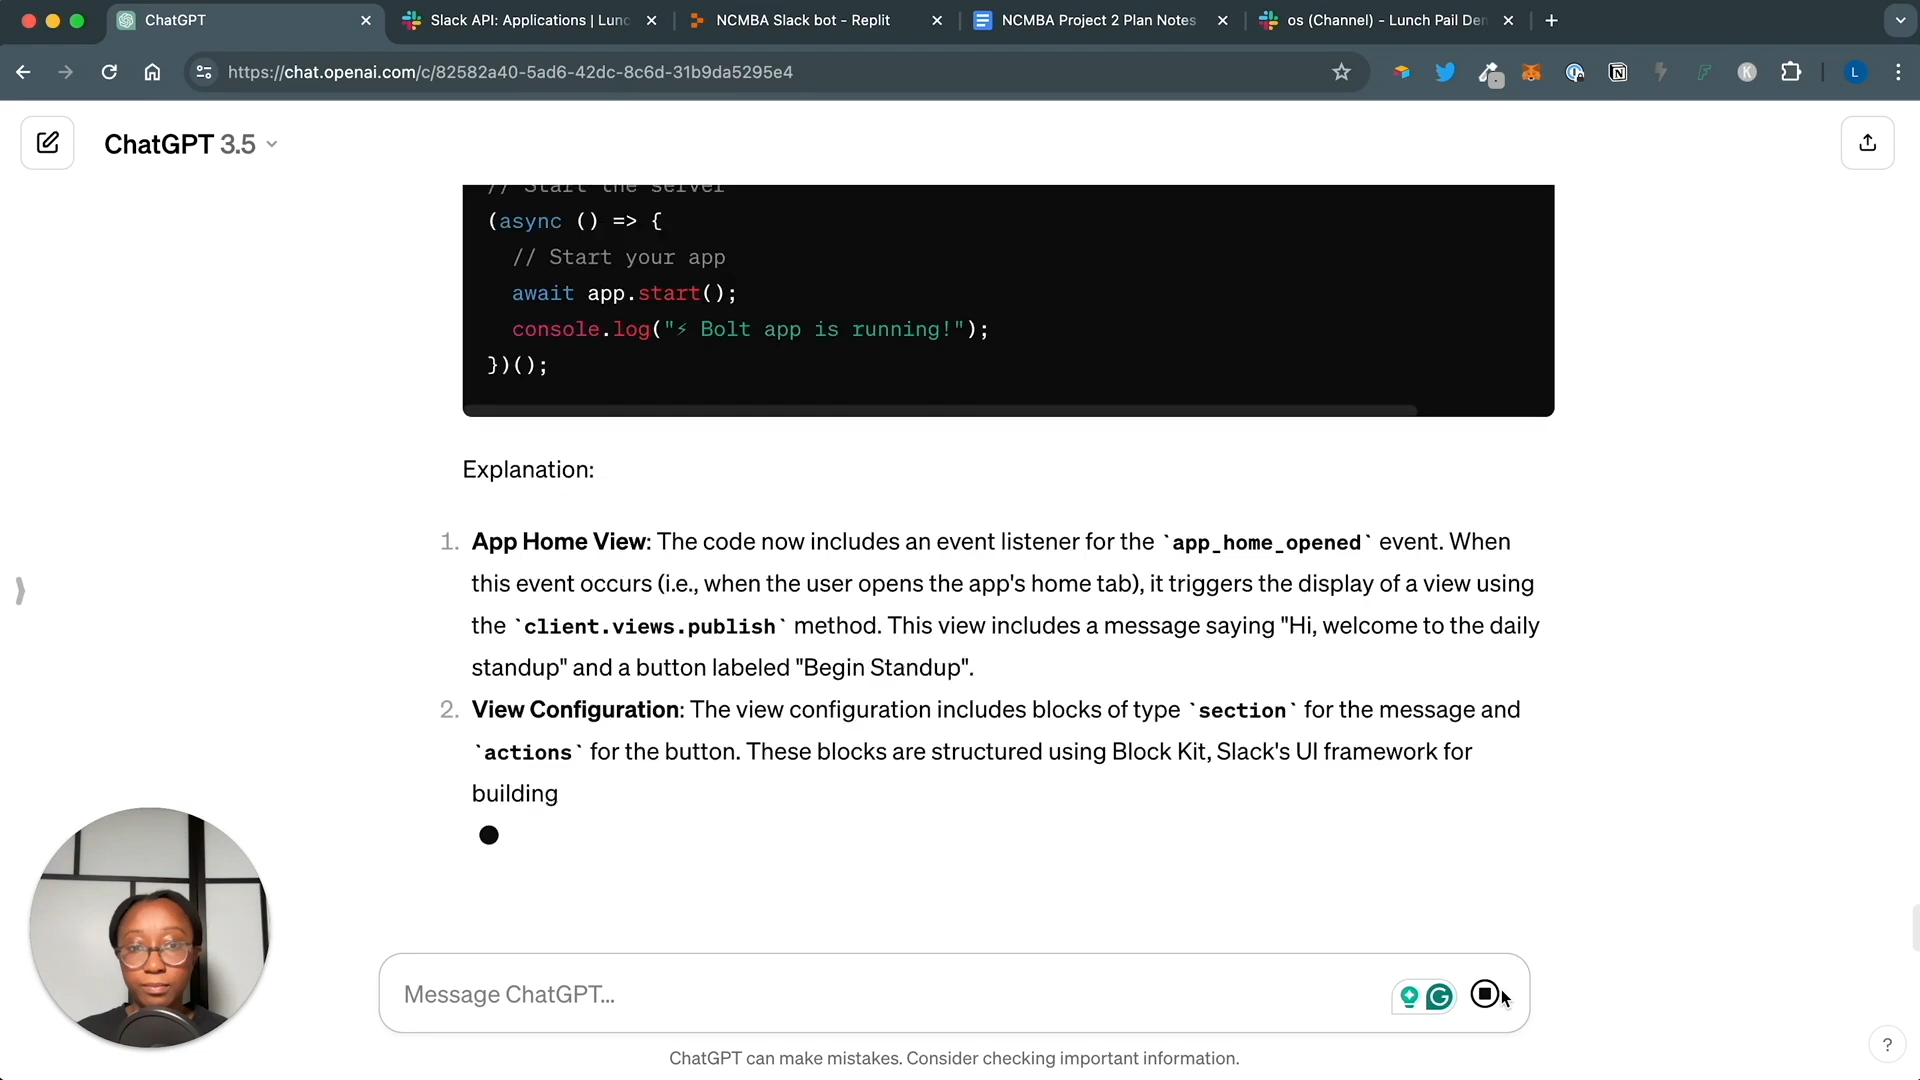 ChatGPT
Slack API: Applications | Lunc
NCMBA Slack bot - Replit
NCMBA Project 2 Plan Notes
os (Channel) - Lunch Pail Den
https://chat.openai.com/c/82582a40-5ad6-42dc-8c6d-31b9da5295e4
L
ChatGPT 3.5
// Start the server
(async () => {
// Start your app
await app.start();
console.log("⚡ Bolt app is running!");
})();
Explanation:
1. App Home View: The code now includes an event listener for the `app_home_opened` event. When
this event occurs (i.e., when the user opens the app's home tab), it triggers the display of a view using
the `client.views.publish` method. This view includes a message saying "Hi, welcome to the daily
standup" and a button labeled "Begin Standup".
2. View Configuration: The view configuration includes blocks of type `section` for the message and
`actions` for the button. These blocks are structured using Block Kit, Slack's UI framework for
building
Message ChatGPT...
ChatGPT can make mistakes. Consider checking important information.
?